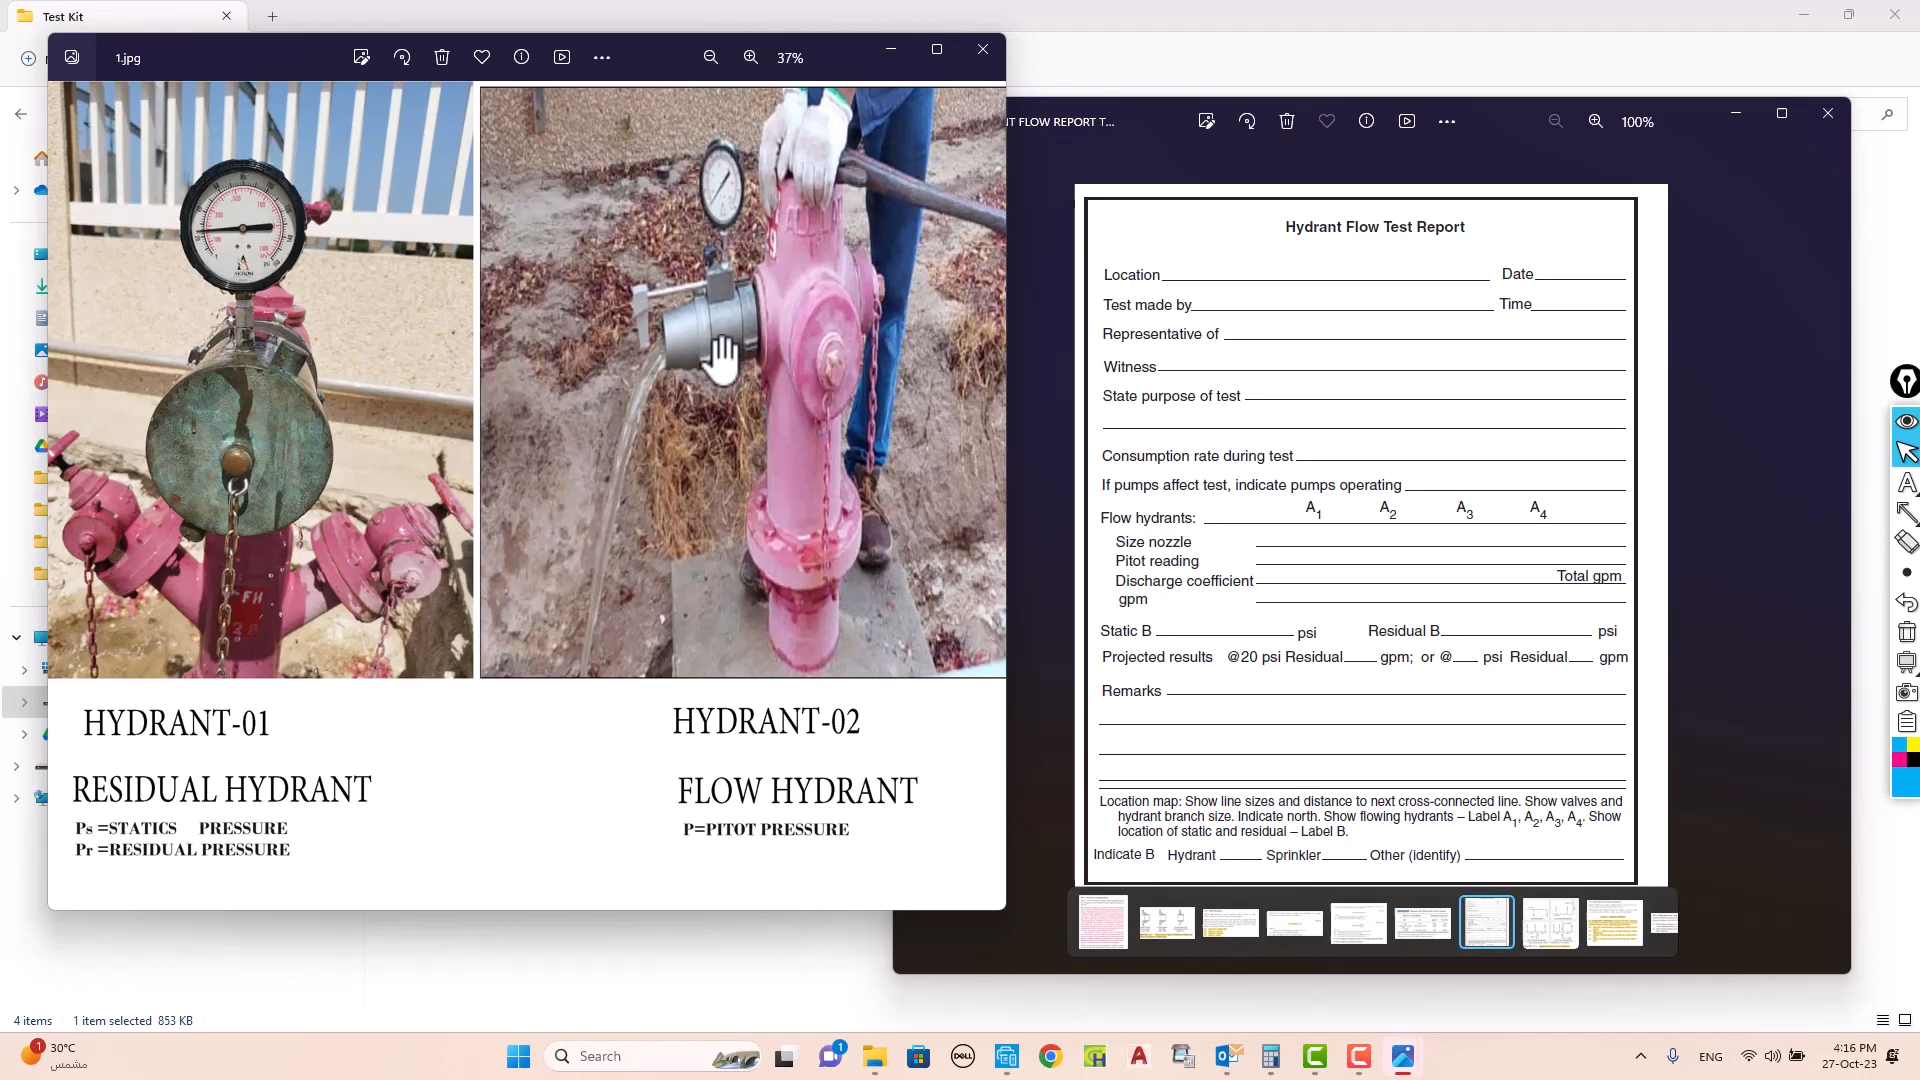 Test Kit
1.jpg
37%
NT FLOW REPORT T...
100%
Hydrant Flow Test Report
Location Date
Test made by Time
Representative of
Witness
State purpose of test
Consumption rate during test
If pumps affect test, indicate pumps operating
A1 A2 A3 A4
Flow hydrants:
Size nozzle
Pitot reading
Discharge coefficient Total gpm
gpm
Static B psi Residual B psi
Projected results @20 psi Residual gpm; or @ psi Residual gpm
Remarks
Location map: Show line sizes and distance to next cross-connected line. Show valves and
hydrant branch size. Indicate north. Show flowing hydrants – Label A1, A2, A3, A4. Show
location of static and residual – Label B.
Indicate B Hydrant Sprinkler Other (identify)
AKRON
FH
HYDRANT-01
HYDRANT-02
RESIDUAL HYDRANT
FLOW HYDRANT
Ps =STATICS PRESSURE
P=PITOT PRESSURE
Pr =RESIDUAL PRESSURE
4 items 1 item selected 853 KB
1
30°C
مشمس
Search
1
DELL
ENG
4:16 PM
27-Oct-23